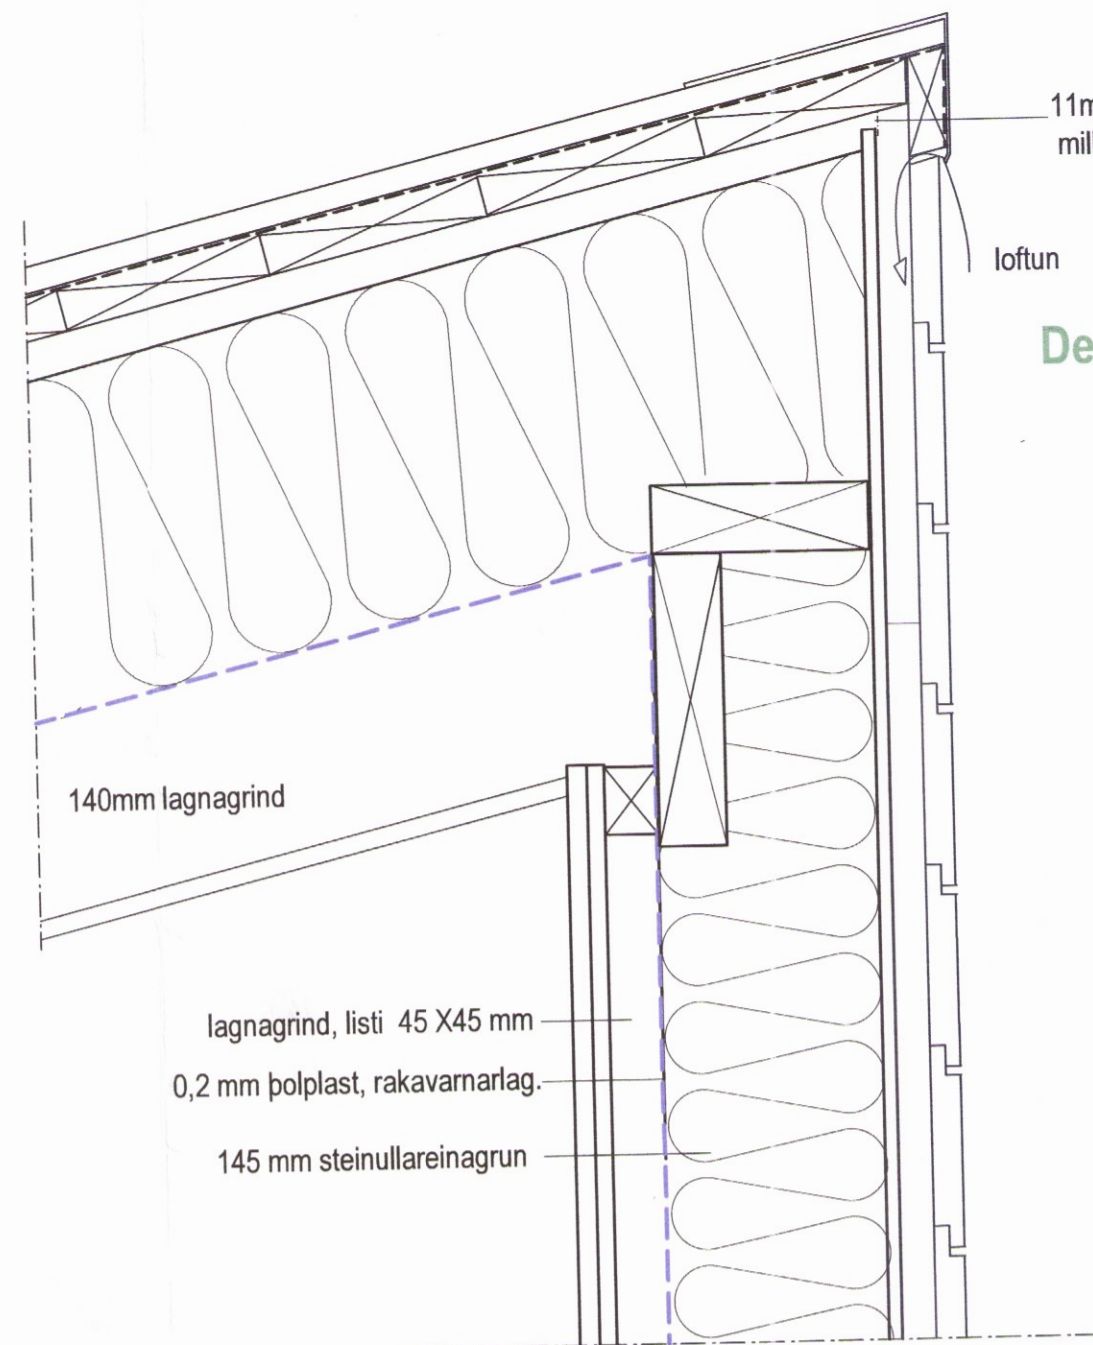 11m
mill
loftun
De
140mm lagnagrind
lagnagrind, listi 45 X45 mm
0,2 mm þolplast, rakavarnarlag.
145 mm steinullareinagrun